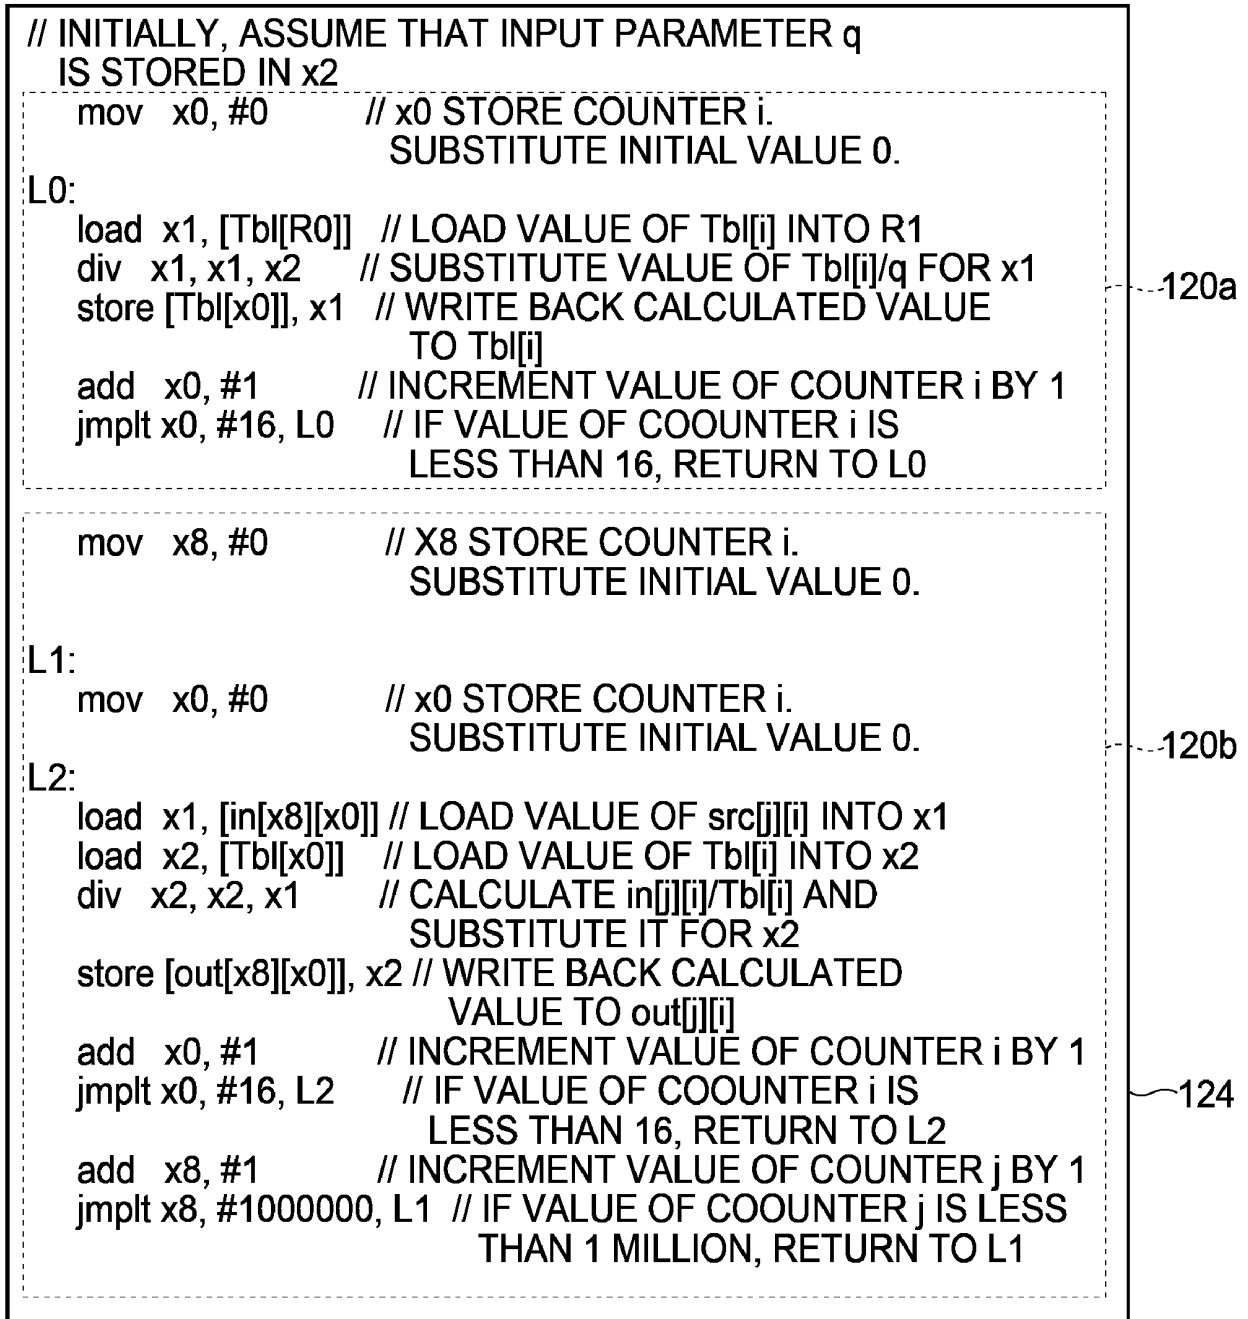 // INITIALLY, ASSUME THAT INPUT PARAMETER q
IS STORED IN x2
mov x0, #0 // x0 STORE COUNTER i.
SUBSTITUTE INITIAL VALUE 0.
L0:
load x1, [Tbl[R0]] // LOAD VALUE OF Tbl[i] INTO R1
div x1, x1, x2 // SUBSTITUTE VALUE OF Tbl[i]/q FOR x1
store [Tbl[x0]], x1 // WRITE BACK CALCULATED VALUE
TO Tbl[i]
add x0, #1 // INCREMENT VALUE OF COUNTER i BY 1
jmplt x0, #16, L0 // IF VALUE OF COOUNTER i IS
LESS THAN 16, RETURN TO L0
120a
mov x8, #0 // X8 STORE COUNTER i.
SUBSTITUTE INITIAL VALUE 0.
L1:
mov x0, #0 // x0 STORE COUNTER i.
SUBSTITUTE INITIAL VALUE 0.
120b
L2:
load x1, [in[x8][x0]] // LOAD VALUE OF src[j][i] INTO x1
load x2, [Tbl[x0]] // LOAD VALUE OF Tbl[i] INTO x2
div x2, x2, x1 // CALCULATE in[j][i]/Tbl[i] AND
SUBSTITUTE IT FOR x2
store [out[x8][x0]], x2 // WRITE BACK CALCULATED
VALUE TO out[j][i]
add x0, #1 // INCREMENT VALUE OF COUNTER i BY 1
jmplt x0, #16, L2 // IF VALUE OF COOUNTER i IS
LESS THAN 16, RETURN TO L2
124
add x8, #1 // INCREMENT VALUE OF COUNTER j BY 1
jmplt x8, #1000000, L1 // IF VALUE OF COOUNTER j IS LESS
THAN 1 MILLION, RETURN TO L1